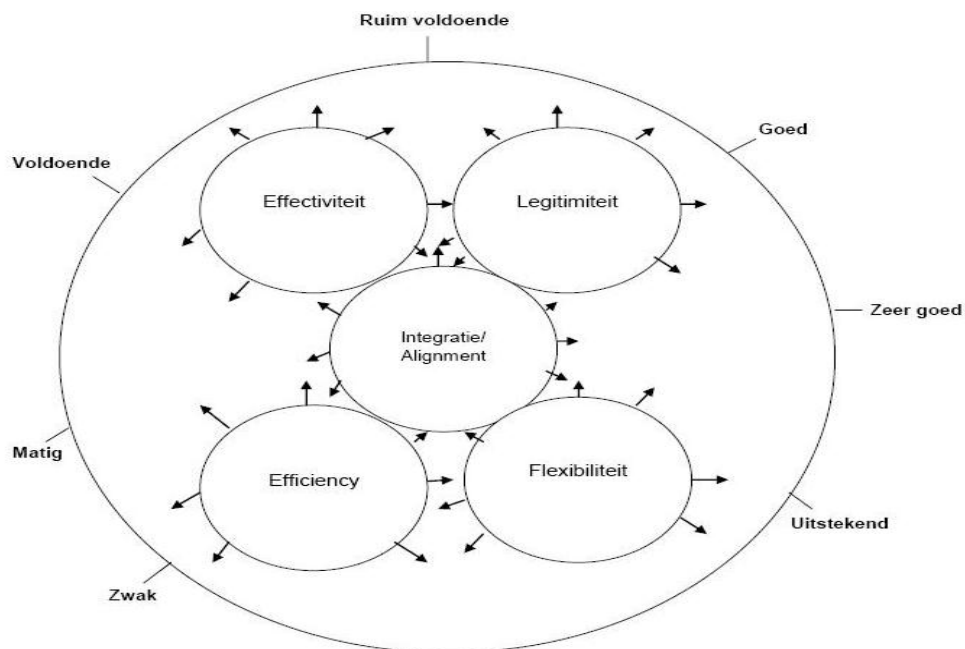 Ruim voldoende
Goed
Voldoende
Effectiviteit
Legitimiteit
Zeer goed
Integratie/
Alignment
Matig
Efficiency
Flexibiliteit
Uitstekend
Zwak